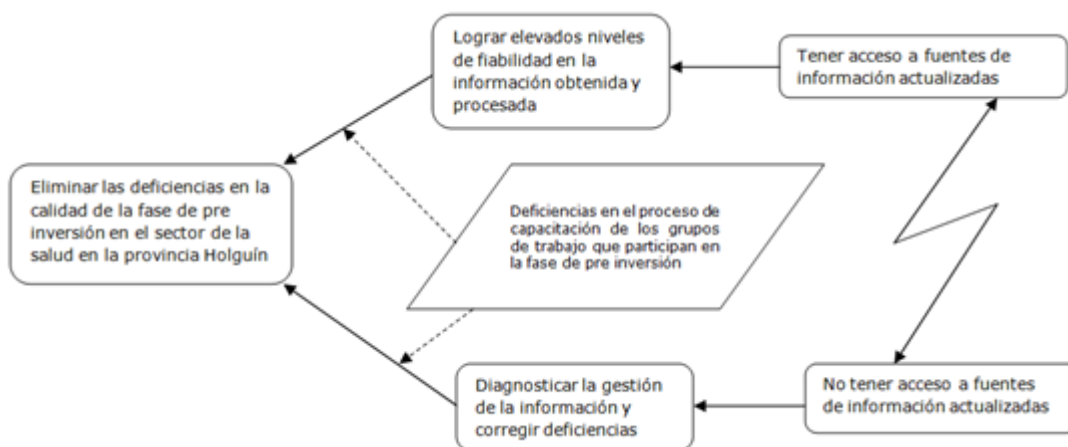 Lograr elevados niveles
de fiabilidad en la
información obtenida y
procesada
Tener acceso a fuentes de
información actualizadas
Eliminar las deficiencias en la
calidad de la fase de pre
inversión en el sector de la
salud en la provincia Holguín
Deficiencias en el proceso de
capacitación de los grupos
de trabajo que participan en
la fase de pre inversión
Diagnosticar la gestión
de la información y
corregir deficiencias
No tener acceso a fuentes
de información actualizadas